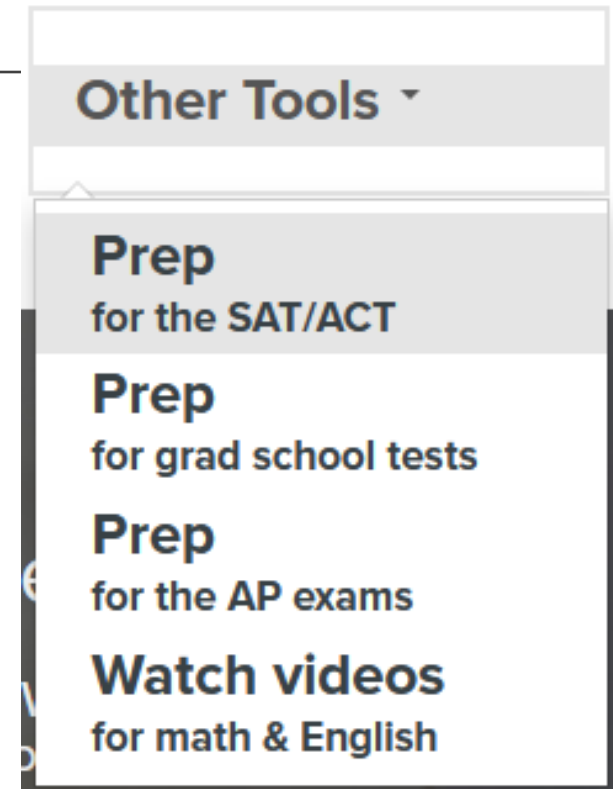 Other Tools
Prep
for the SAT/ACT
Prep
for grad school tests
Prep
for the AP exams
Watch videos
for math & English